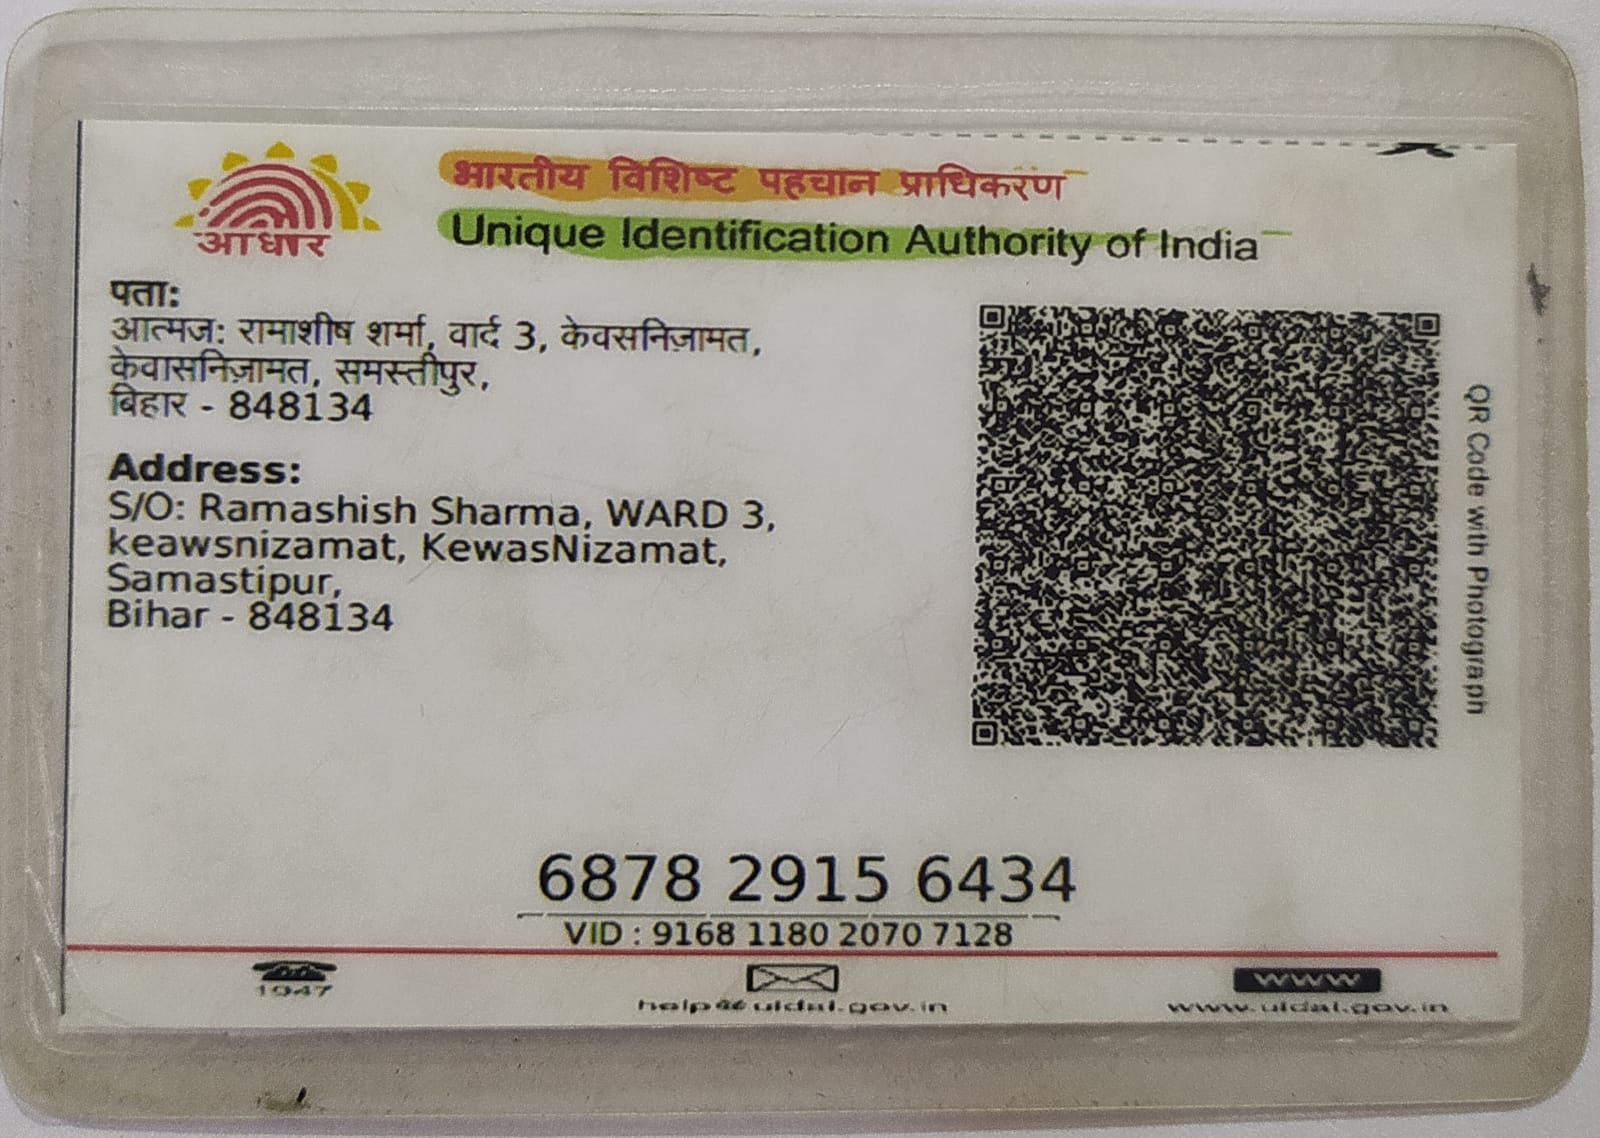 आधार
भारतीय विशिष्ट पहचान प्राधिकरण
Unique Identification Authority of India
पता:
आत्मज: रामाशीष शर्मा, वार्द 3, केवसनिज़ामत,
केवासनिज़ामत, समस्तीपुर,
बिहार - 848134
Address:
S/O: Ramashish Sharma, WARD 3,
keawsnizamat, KewasNizamat,
Samastipur,
Bihar - 848134
QR Code with Photograph
6878 2915 6434
VID : 9168 1180 2070 7128
1947
help@uidai.gov.in
www
www.uidai.gov.in